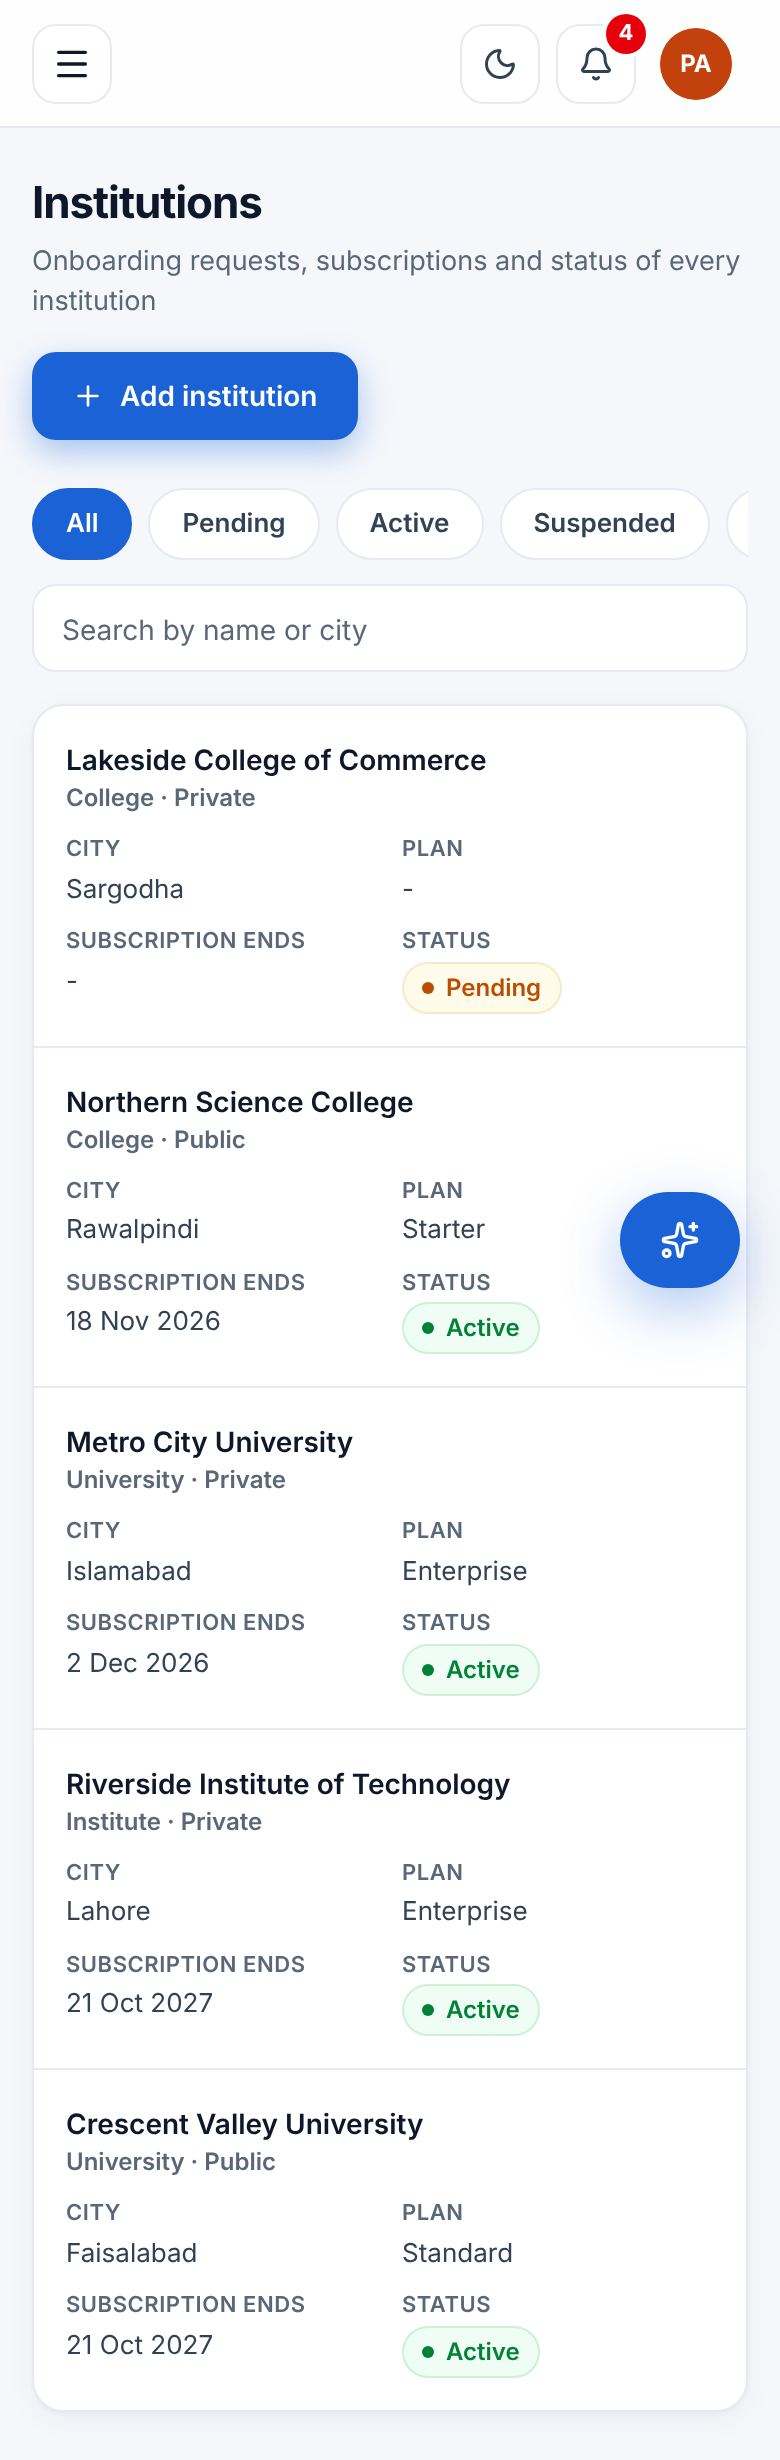 4
PA
Institutions
Onboarding requests, subscriptions and status of every
institution
Add institution
All Pending Active Suspended
Search by name or city
Lakeside College of Commerce
College · Private
CITY PLAN
Sargodha -
SUBSCRIPTION ENDS STATUS
- Pending
Northern Science College
College · Public
CITY PLAN
Rawalpindi Starter
SUBSCRIPTION ENDS STATUS
18 Nov 2026 Active
Metro City University
University · Private
CITY PLAN
Islamabad Enterprise
SUBSCRIPTION ENDS STATUS
2 Dec 2026 Active
Riverside Institute of Technology
Institute · Private
CITY PLAN
Lahore Enterprise
SUBSCRIPTION ENDS STATUS
21 Oct 2027 Active
Crescent Valley University
University · Public
CITY PLAN
Faisalabad Standard
SUBSCRIPTION ENDS STATUS
21 Oct 2027 Active